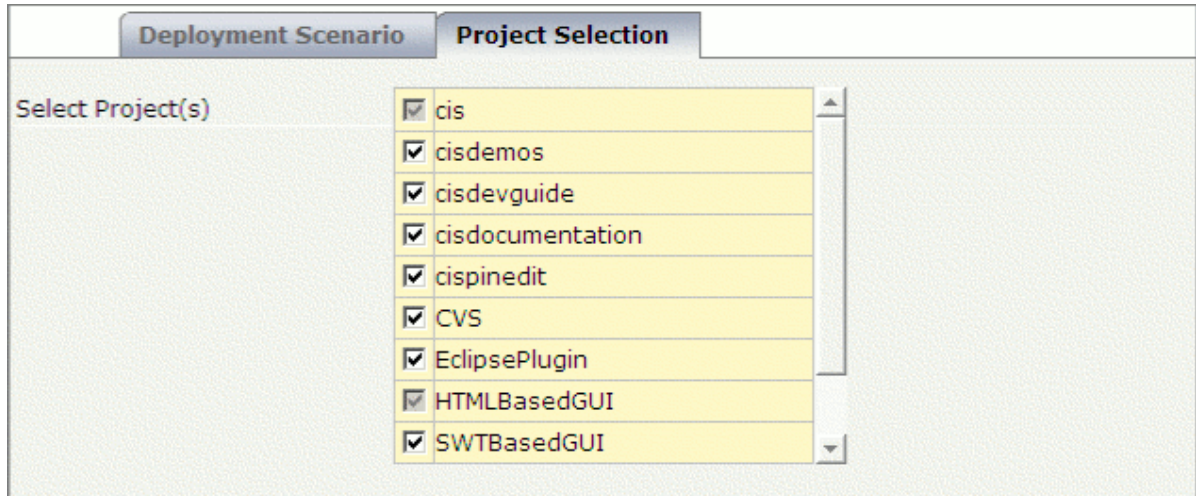 Deployment Scenario Project Selection
Select Project(s)
cis
cisdemos
cisdevguide
cisdocumentation
cispinedit
CVS
EclipsePlugin
HTMLBasedGUI
SWTBasedGUI